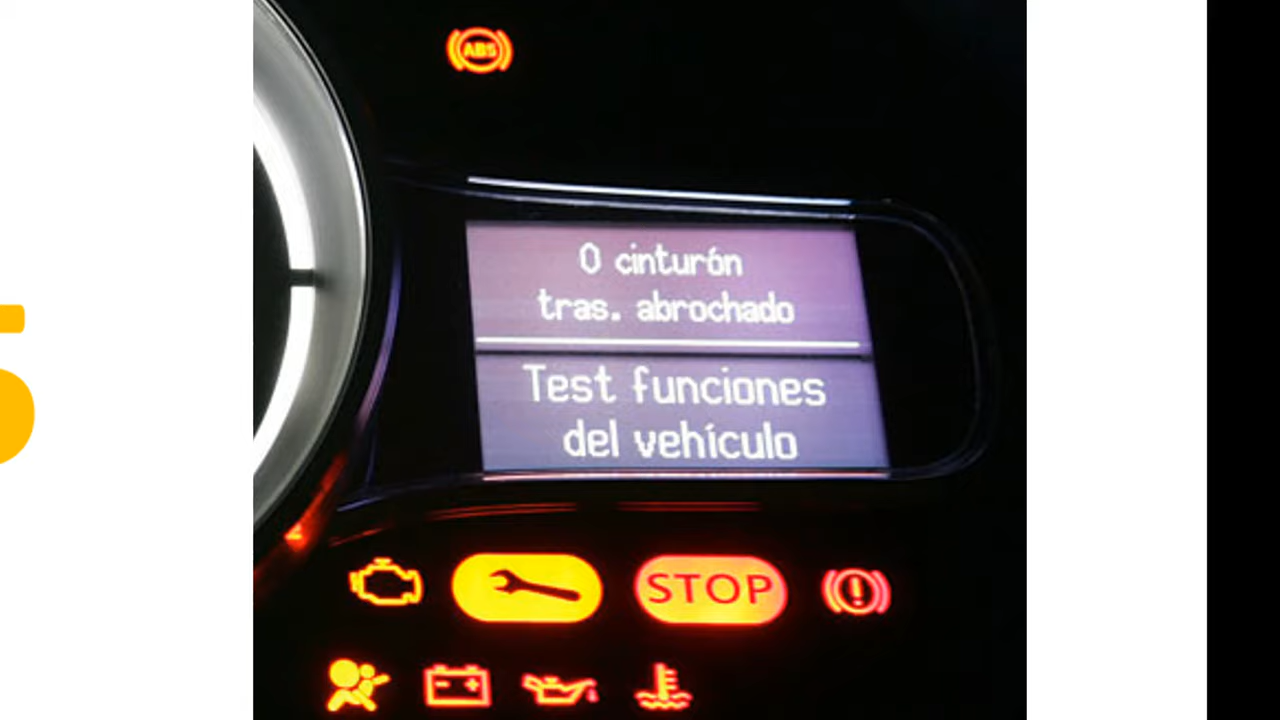 ABS
0 cinturón
tras. abrochado
Test funciones
del vehículo
STOP